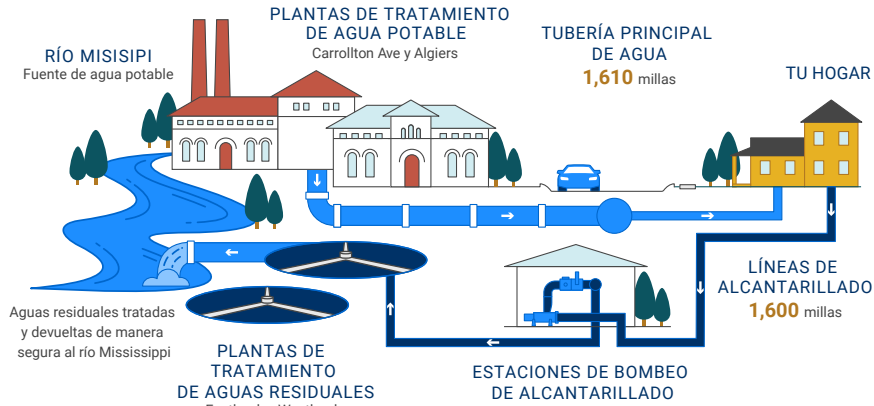 PLANTAS DE TRATAMIENTO
DE AGUA POTABLE
Carrollton Ave y Algiers
TUBERÍA PRINCIPAL
DE AGUA
1,610 millas
RÍO MISISIPI
Fuente de agua potable
TU HOGAR
LÍNEAS DE
ALCANTARILLADO
1,600 millas
Aguas residuales tratadas
y devueltas de manera
segura al río Mississippi
PLANTAS DE
TRATAMIENTO
DE AGUAS RESIDUALES
ESTACIONES DE BOMBEO
DE ALCANTARILLADO